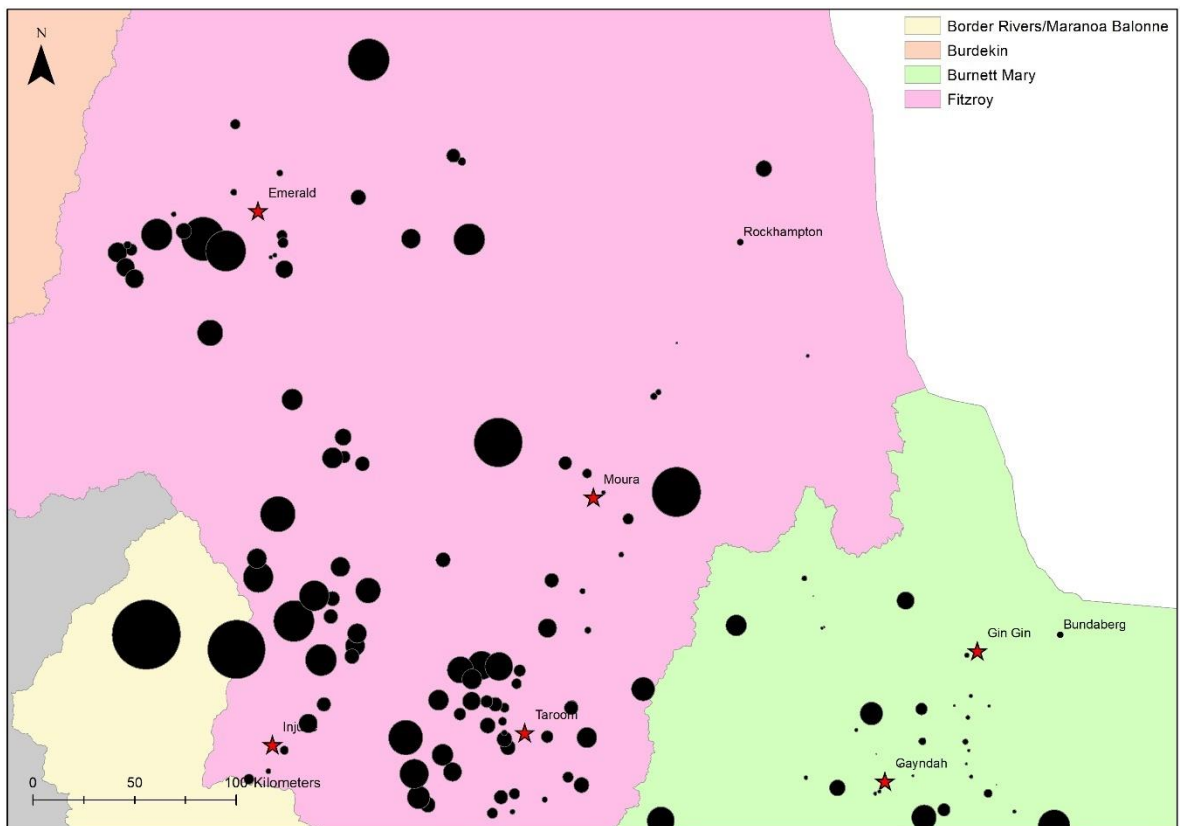 N
Border Rivers/Maranoa Balonne
Burdekin
Burnett Mary
Fitzroy
Emerald
Rockhampton
Moura
Gin Gin
Bundaberg
Taroom
Gayndah
0 50 100 Kilometers